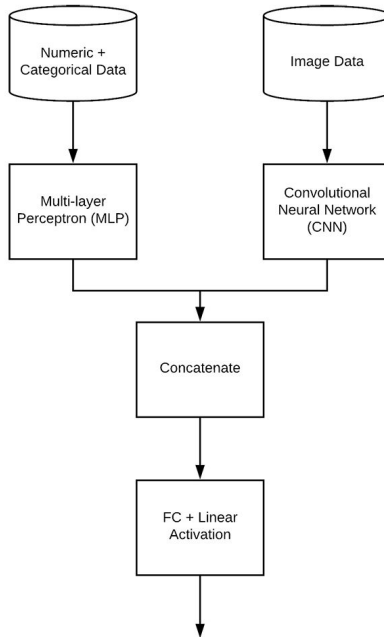 Numeric +
Categorical Data
Image Data
Multi-layer
Perceptron (MLP)
Convolutional
Neural Network
(CNN)
Concatenate
FC + Linear
Activation